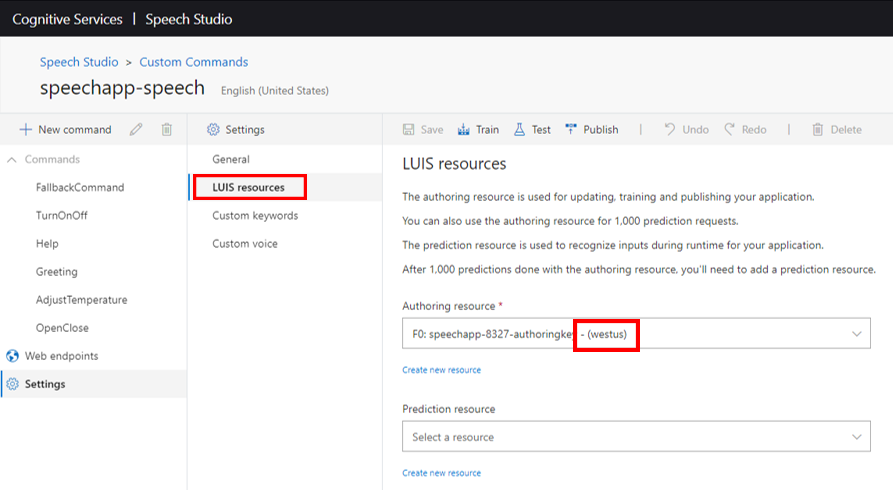 Cognitive Services | Speech Studio
Speech Studio > Custom Commands
speechapp-speech English (United States)
+ New command
Commands
FallbackCommand
TurnOnOff
Help
Greeting
AdjustTemperature
OpenClose
Web endpoints
Settings
Settings
General
LUIS resources
Custom keywords
Custom voice
Save Train Test Publish | Undo Redo | Delete
LUIS resources
The authoring resource is used for updating, training and publishing your application.
You can also use the authoring resource for 1,000 prediction requests.
The prediction resource is used to recognize inputs during runtime for your application.
After 1,000 predictions done with the authoring resource, you'll need to add a prediction resource.
Authoring resource *
F0: speechapp-8327-authoringkey - (westus)
Create new resource
Prediction resource
Select a resource
Create new resource